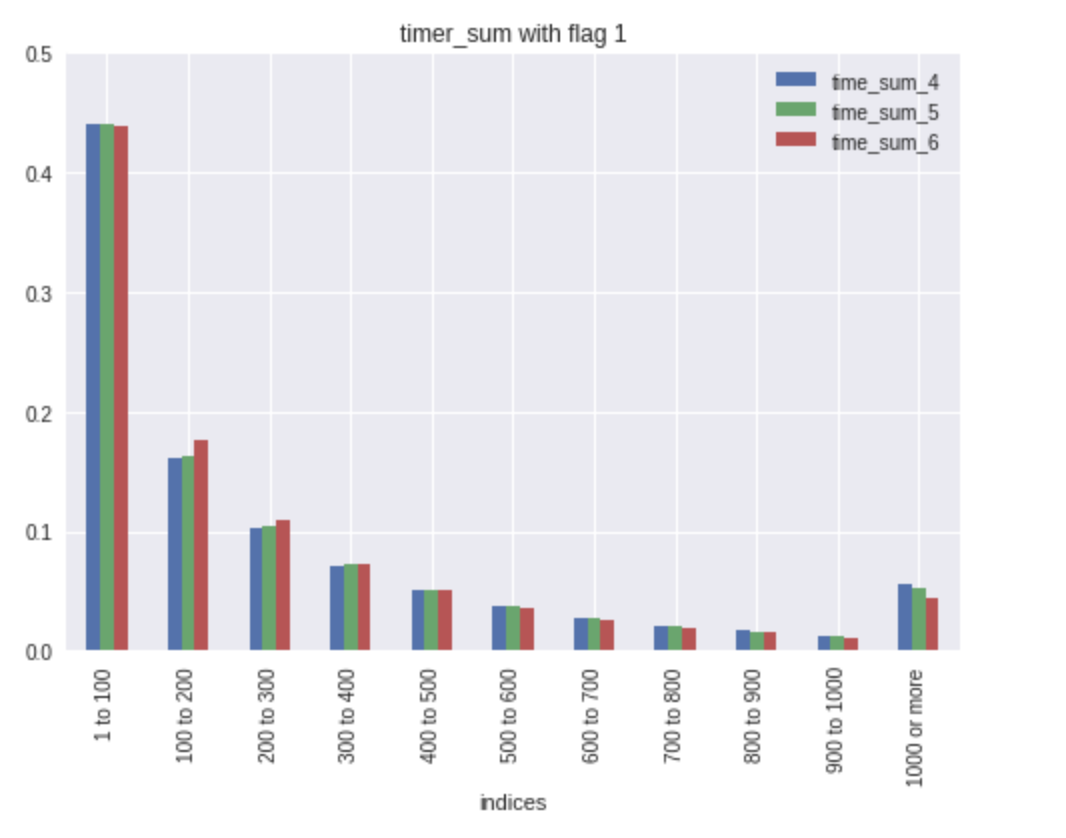 timer_sum with flag 1
0.5
0.4
0.3
0.2
0.1
0.0
time_sum_4
time_sum_5
time_sum_6
1 to 100
100 to 200
200 to 300
300 to 400
400 to 500
500 to 600
600 to 700
700 to 800
800 to 900
900 to 1000
1000 or more
indices